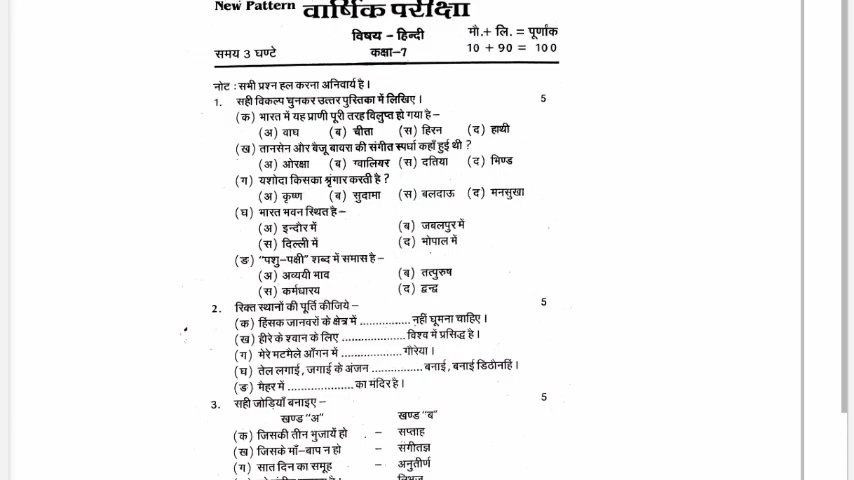 New Pattern वार्षिक परीक्षा
विषय – हिन्दी मौ.+ लि. = पूर्णांक
समय 3 घण्टे कक्षा–7 10 + 90 = 100
नोट : सभी प्रश्न हल करना अनिवार्य है ।
1. सही विकल्प चुनकर उत्तर पुस्तिका में लिखिए । 5
(क) भारत में यह प्राणी पूरी तरह विलुप्त हो गया है –
(अ) बाघ (ब) चीता (स) हिरन (द) हाथी
(ख) तानसेन और बैजू बावरा की संगीत स्पर्धा कहाँ हुई थी ?
(अ) ओरछा (ब) ग्वालियर (स) दतिया (द) भिण्ड
(ग) यशोदा किसका श्रृंगार करती है ?
(अ) कृष्ण (ब) सुदामा (स) बलदाऊ (द) मनसुखा
(घ) भारत भवन स्थित है –
(अ) इन्दौर में (ब) जबलपुर में
(स) दिल्ली में (द) भोपाल में
(ङ) "पशु–पक्षी" शब्द में समास है –
(अ) अव्ययी भाव (ब) तत्पुरुष
(स) कर्मधारय (द) द्वन्द्व
2. रिक्त स्थानों की पूर्ति कीजिये – 5
(क) हिंसक जानवरों के क्षेत्र में ................ नहीं घूमना चाहिए ।
(ख) हीरे के श्वान के लिए .................... विश्व में प्रसिद्ध है ।
(ग) मेरे मटमैले आँगन में ................... गौरेया ।
(घ) तेल लगाई, जगाई के अंजन ................ बनाई, बनाई डिठौनहिं ।
(ङ) मैहर में ..................... का मंदिर है ।
3. सही जोड़ियाँ बनाइए – 5
खण्ड "अ" खण्ड "ब"
(क) जिसकी तीन भुजायें हो – सप्ताह
(ख) जिसके माँ–बाप न हो – संगीतज्ञ
(ग) सात दिन का समूह – अनुतीर्ण